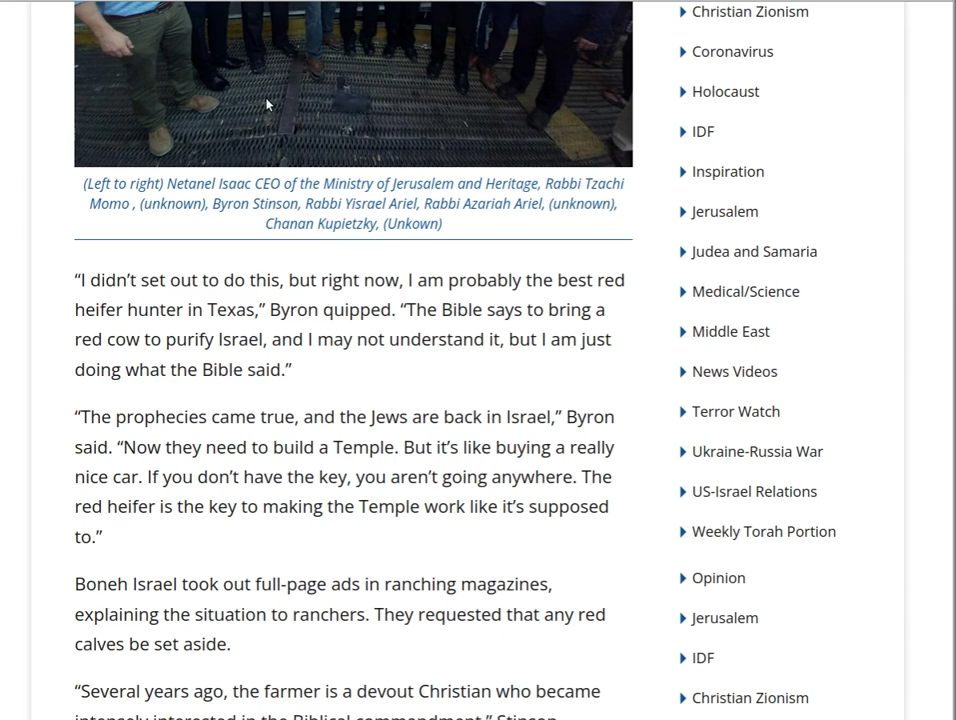 (Left to right) Netanel Isaac CEO of the Ministry of Jerusalem and Heritage, Rabbi Tzachi
Momo , (unknown), Byron Stinson, Rabbi Yisrael Ariel, Rabbi Azariah Ariel, (unknown),
Chanan Kupietzky, (Unkown)
“I didn’t set out to do this, but right now, I am probably the best red
heifer hunter in Texas,” Byron quipped. “The Bible says to bring a
red cow to purify Israel, and I may not understand it, but I am just
doing what the Bible said.”
“The prophecies came true, and the Jews are back in Israel,” Byron
said. “Now they need to build a Temple. But it’s like buying a really
nice car. If you don’t have the key, you aren’t going anywhere. The
red heifer is the key to making the Temple work like it’s supposed
to.”
Boneh Israel took out full-page ads in ranching magazines,
explaining the situation to ranchers. They requested that any red
calves be set aside.
“Several years ago, the farmer is a devout Christian who became
intensely interested in the Biblical commandment,” Stinson
Christian Zionism
Coronavirus
Holocaust
IDF
Inspiration
Jerusalem
Judea and Samaria
Medical/Science
Middle East
News Videos
Terror Watch
Ukraine-Russia War
US-Israel Relations
Weekly Torah Portion
Opinion
Jerusalem
IDF
Christian Zionism